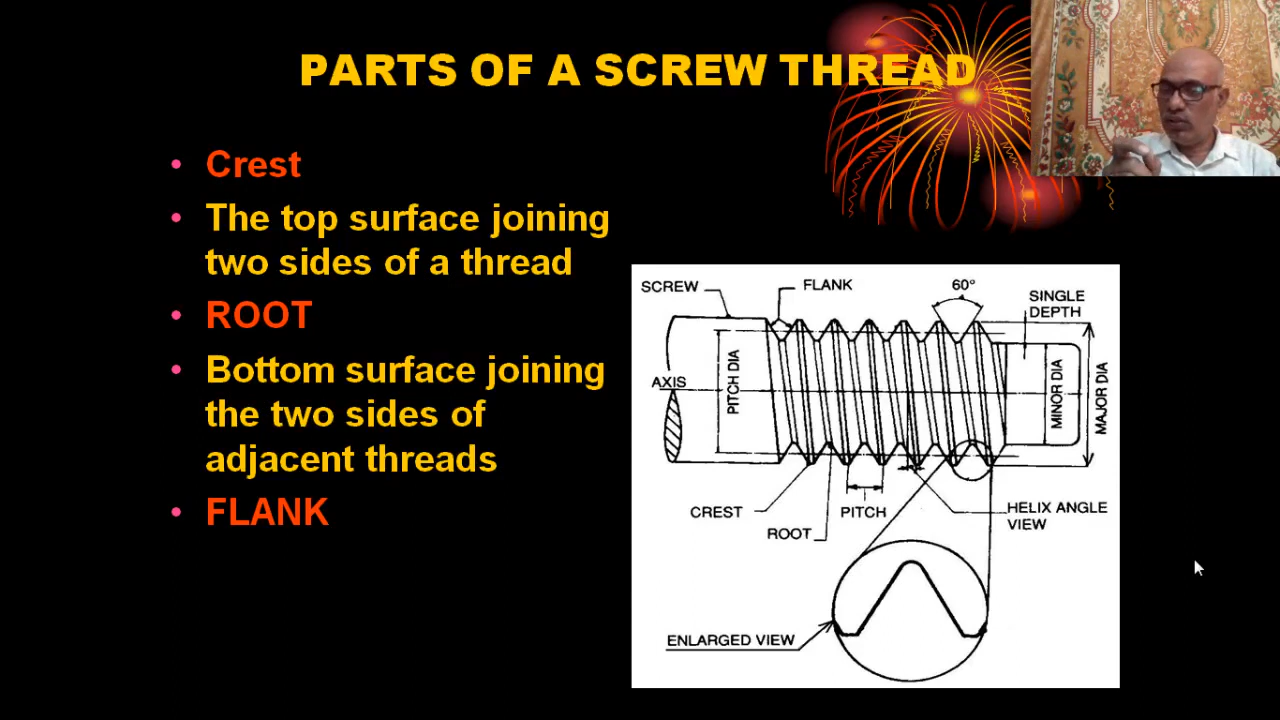 PARTS OF A SCREW THREAD
• Crest
• The top surface joining
two sides of a thread
• ROOT
• Bottom surface joining
the two sides of
adjacent threads
• FLANK
SCREW
FLANK
60°
SINGLE
DEPTH
AXIS
PITCH DIA
MINOR DIA
MAJOR DIA
CREST
ROOT
PITCH
HELIX ANGLE
VIEW
ENLARGED VIEW